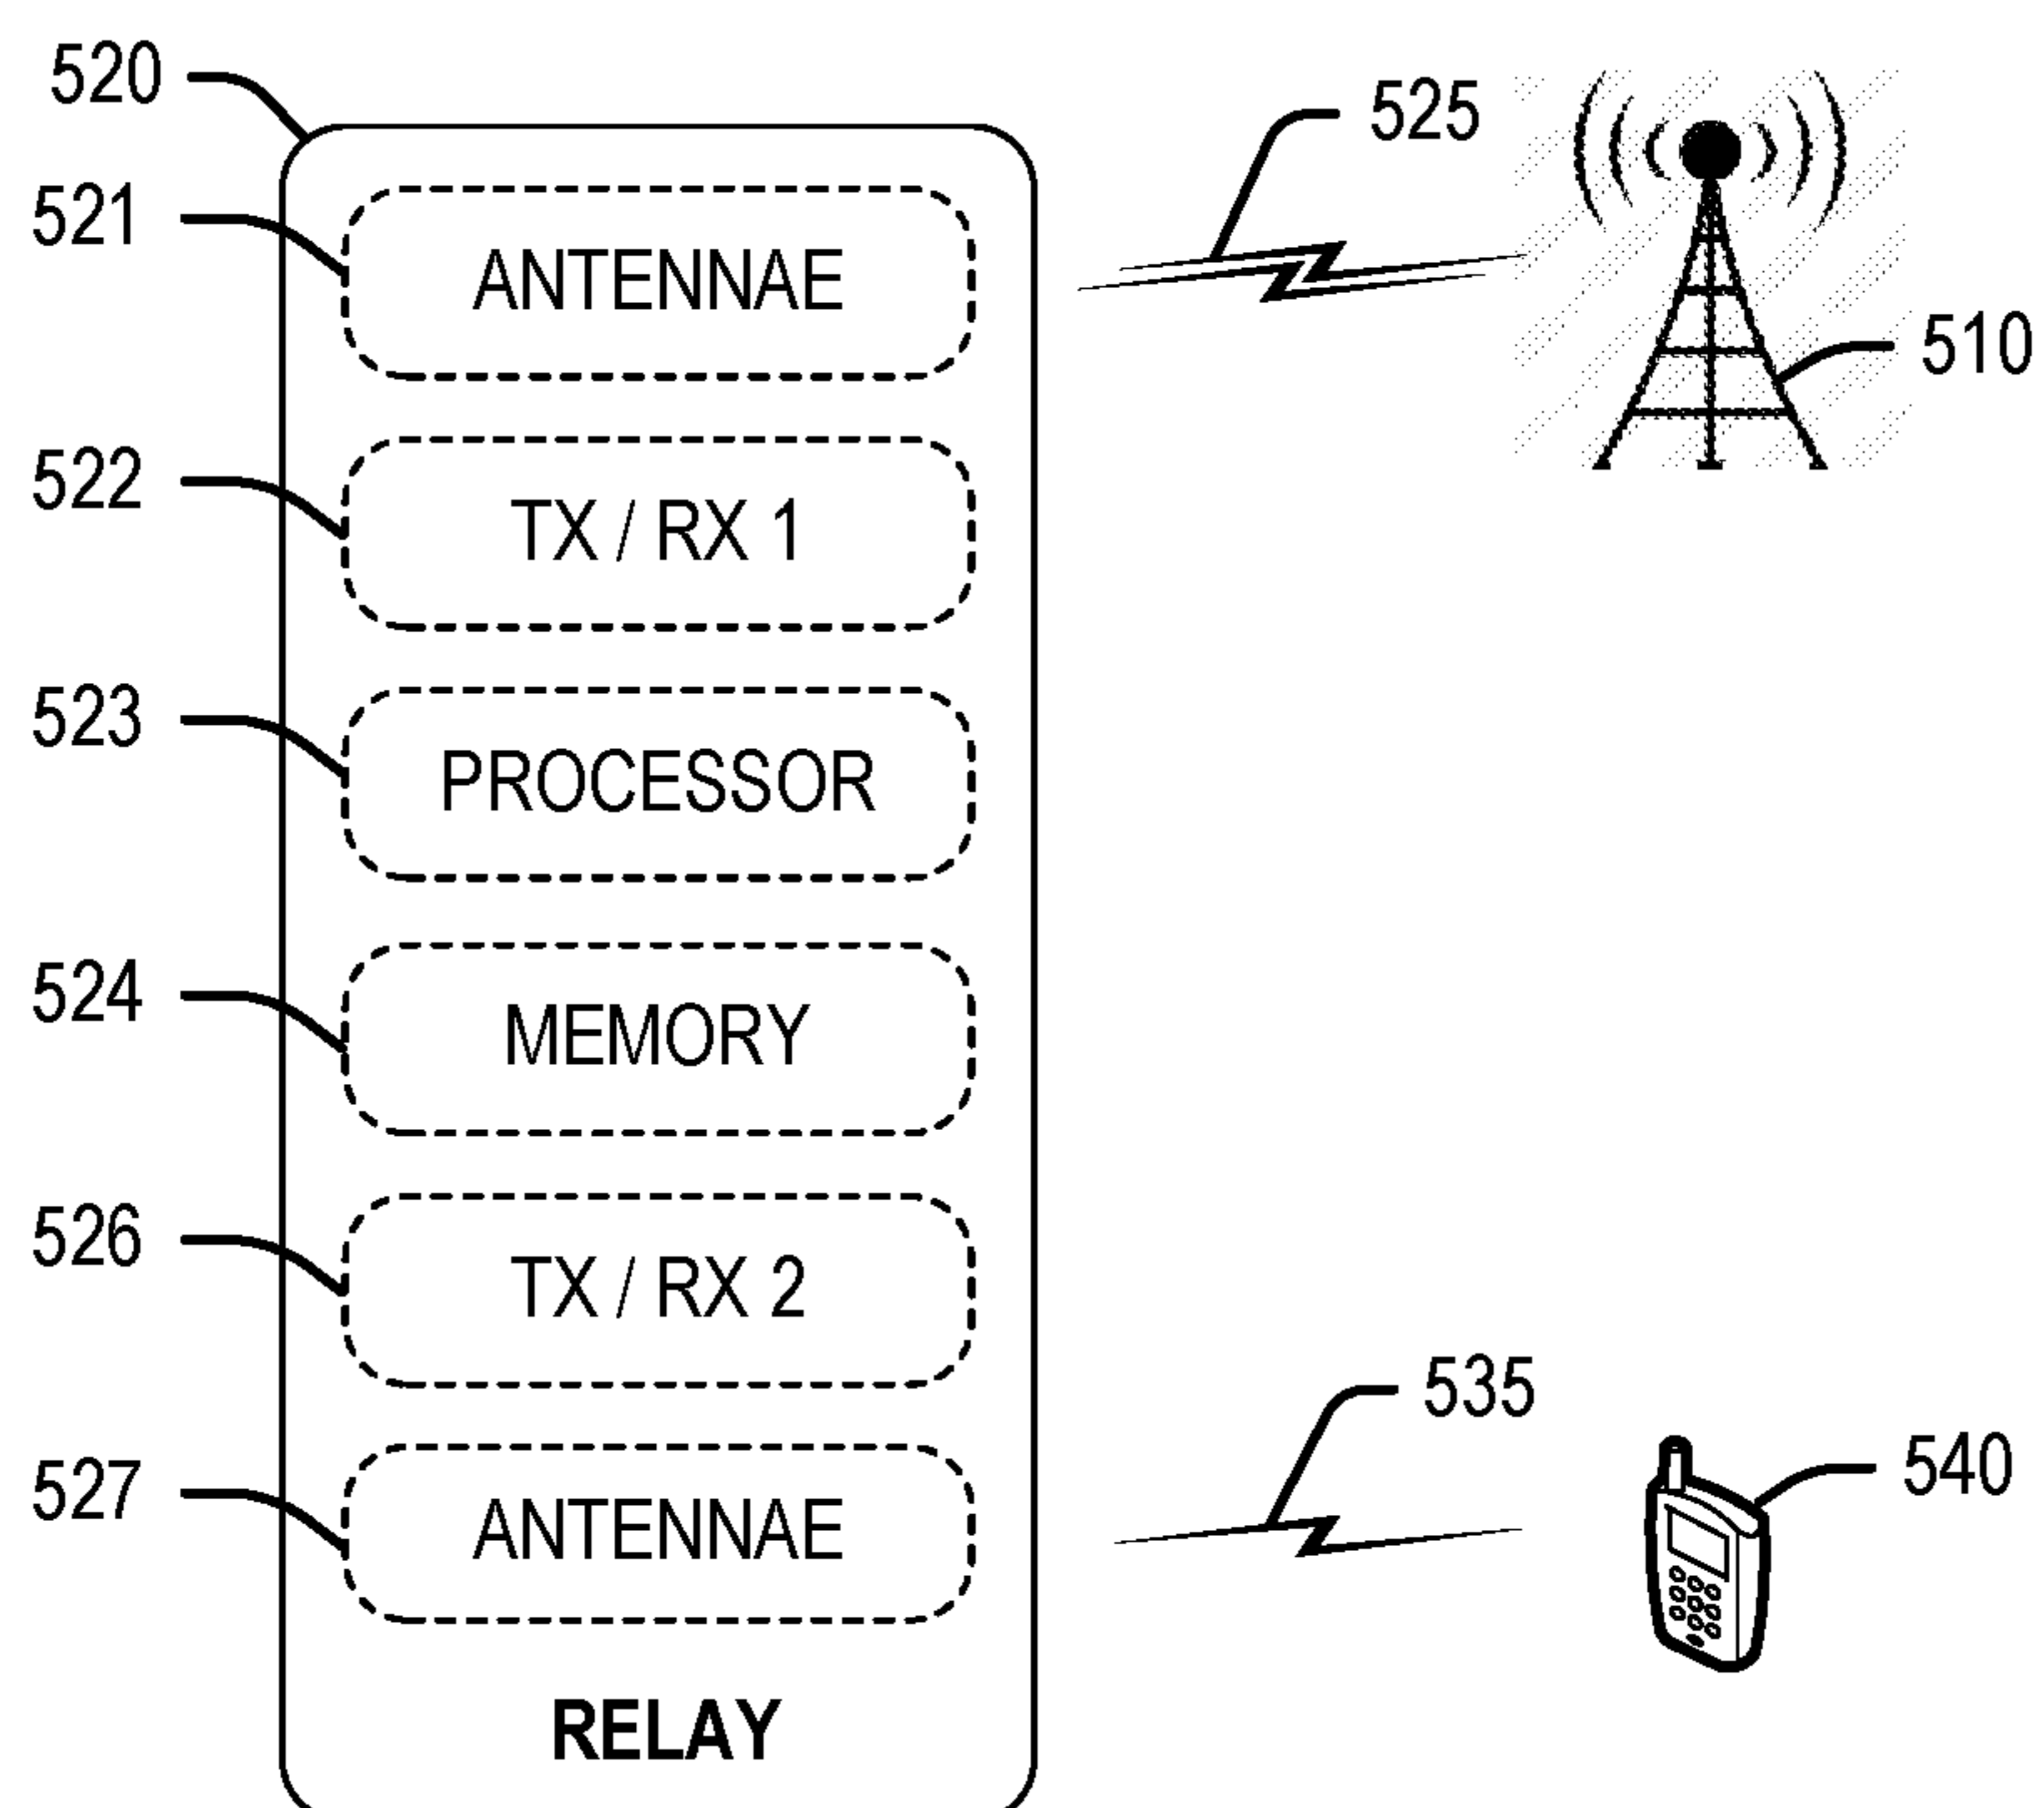 520
525
521
ANTENNAE
510
522
TX / RX 1
523
PROCESSOR
524
MEMORY
526
TX / RX 2
535
540
527
ANTENNAE
RELAY